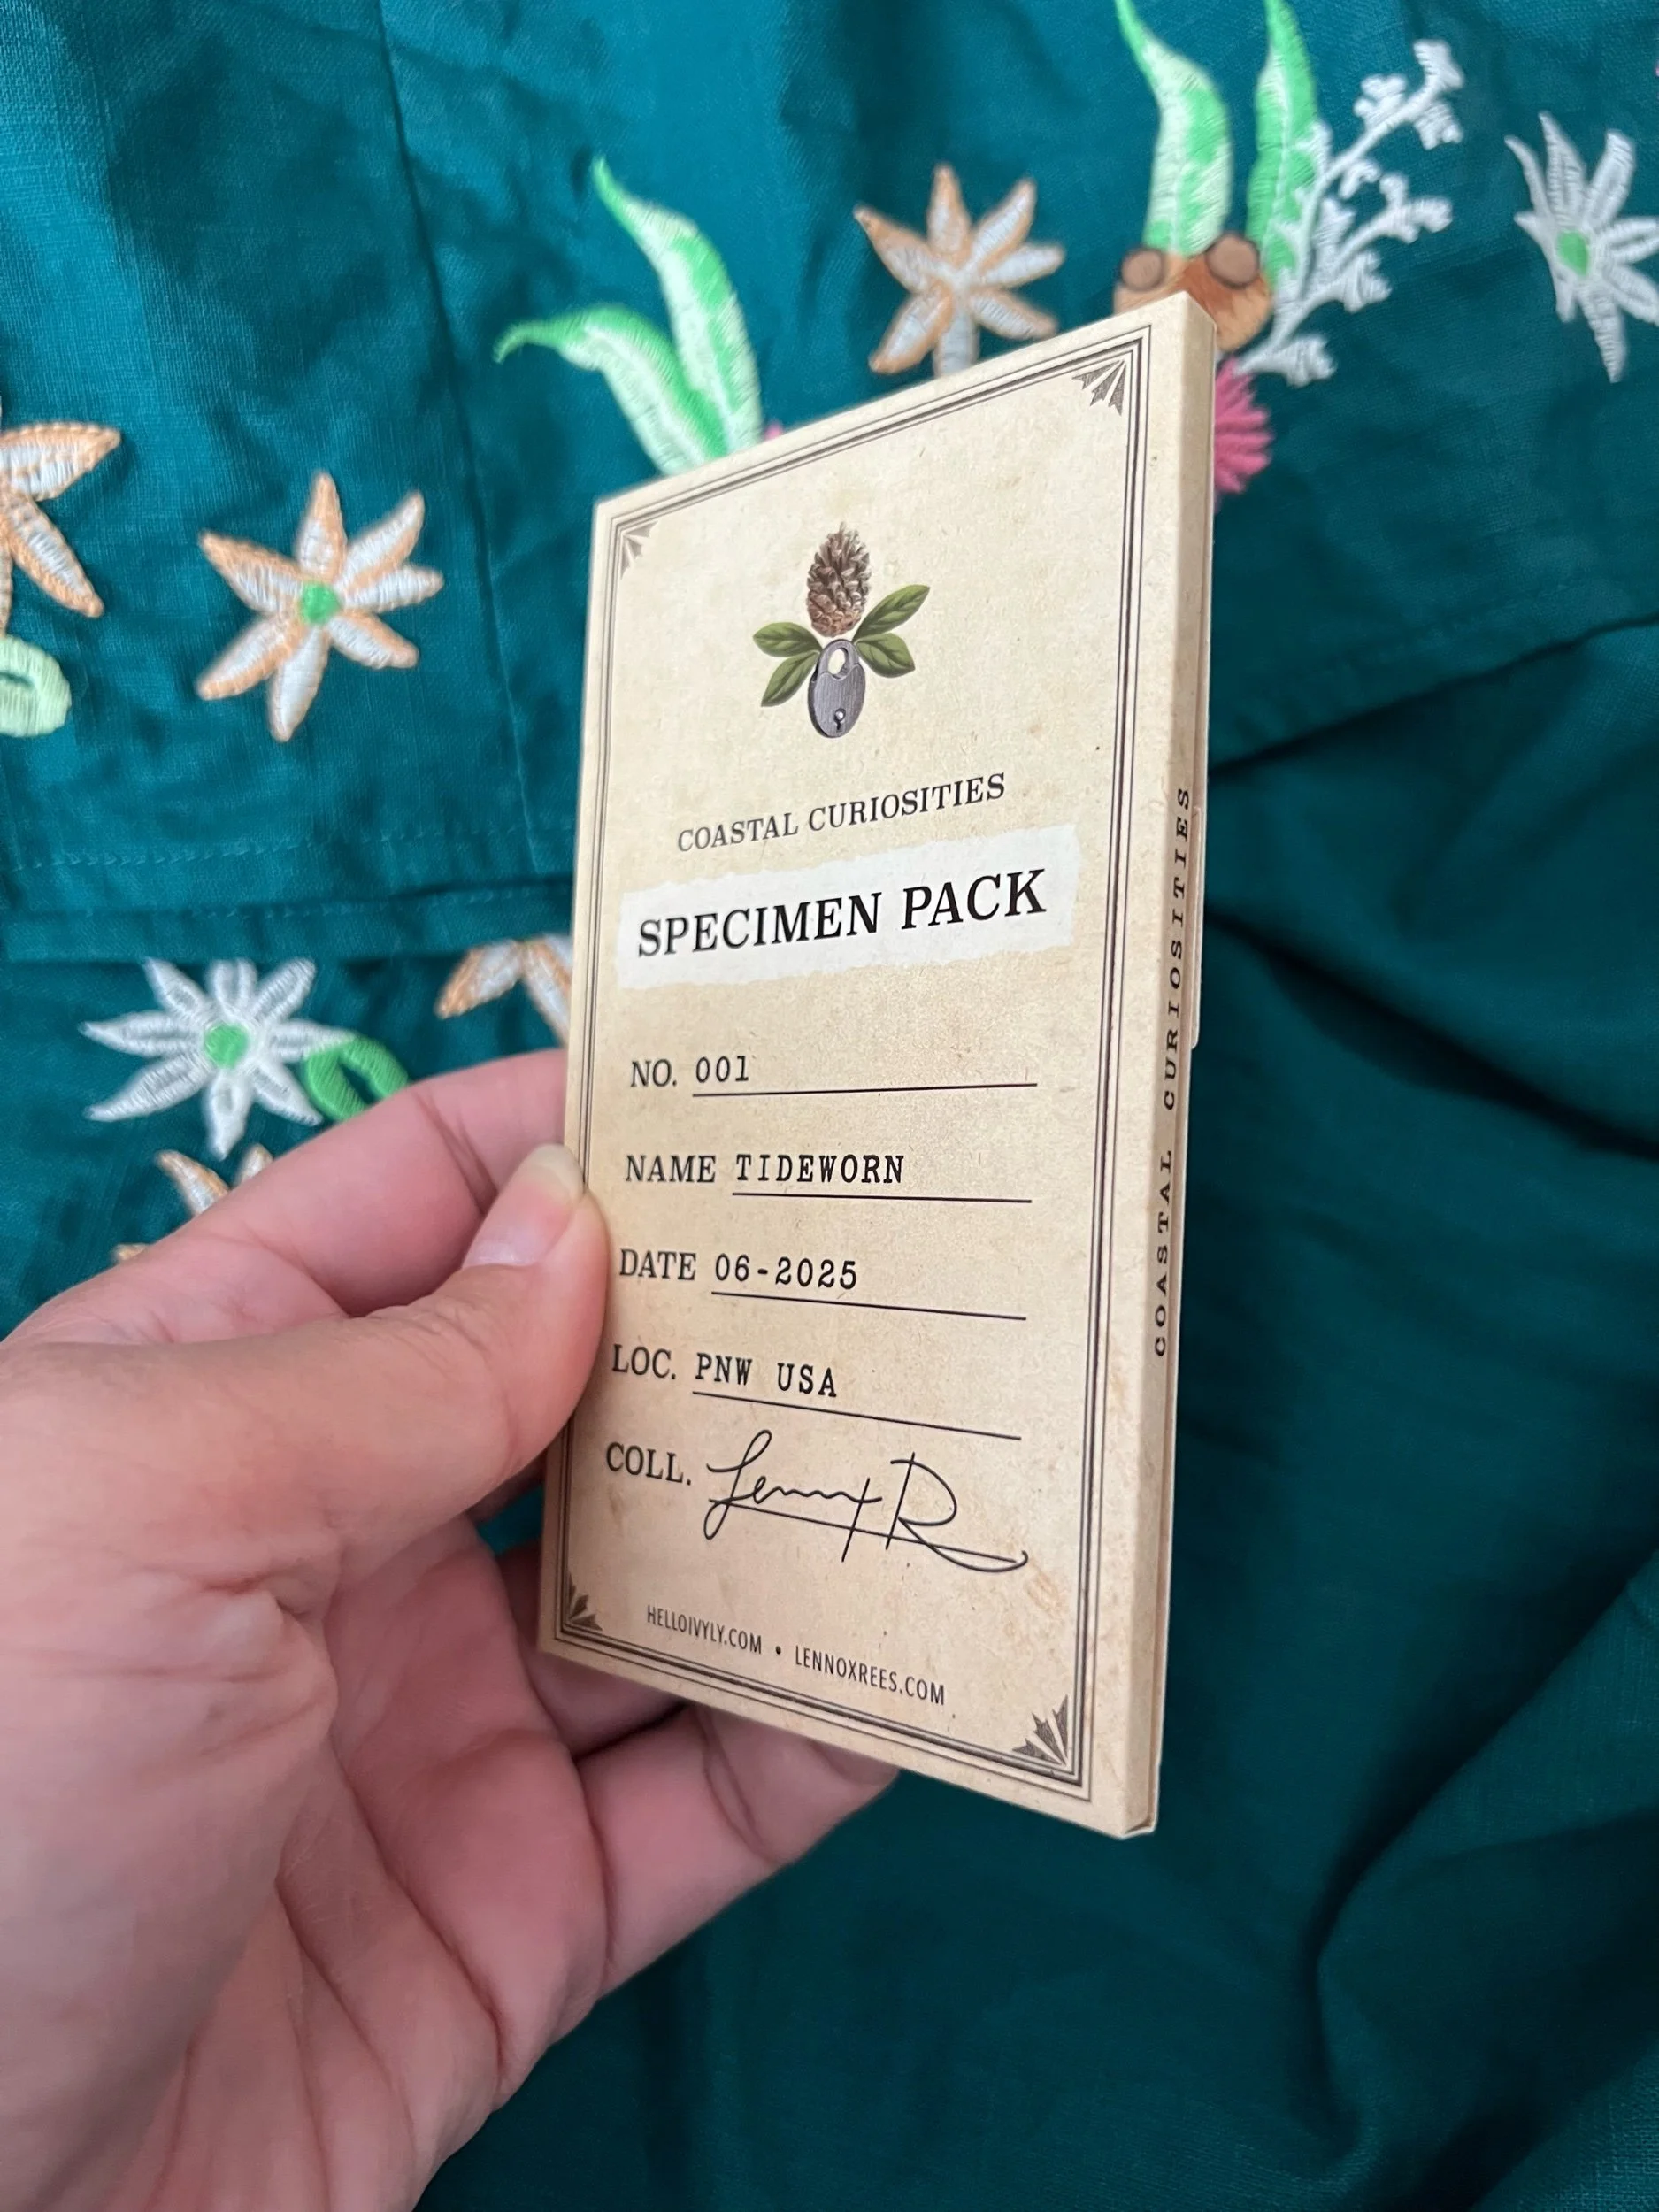 COASTAL CURIOSITIES
SPECIMEN PACK
NO. 001
NAME TIDEWORN
DATE 06-2025
LOC. PNW USA
COLL. Lennox R
HELLOIVYLY.COM • LENNOXREES.COM
COASTAL CURIOSITIES